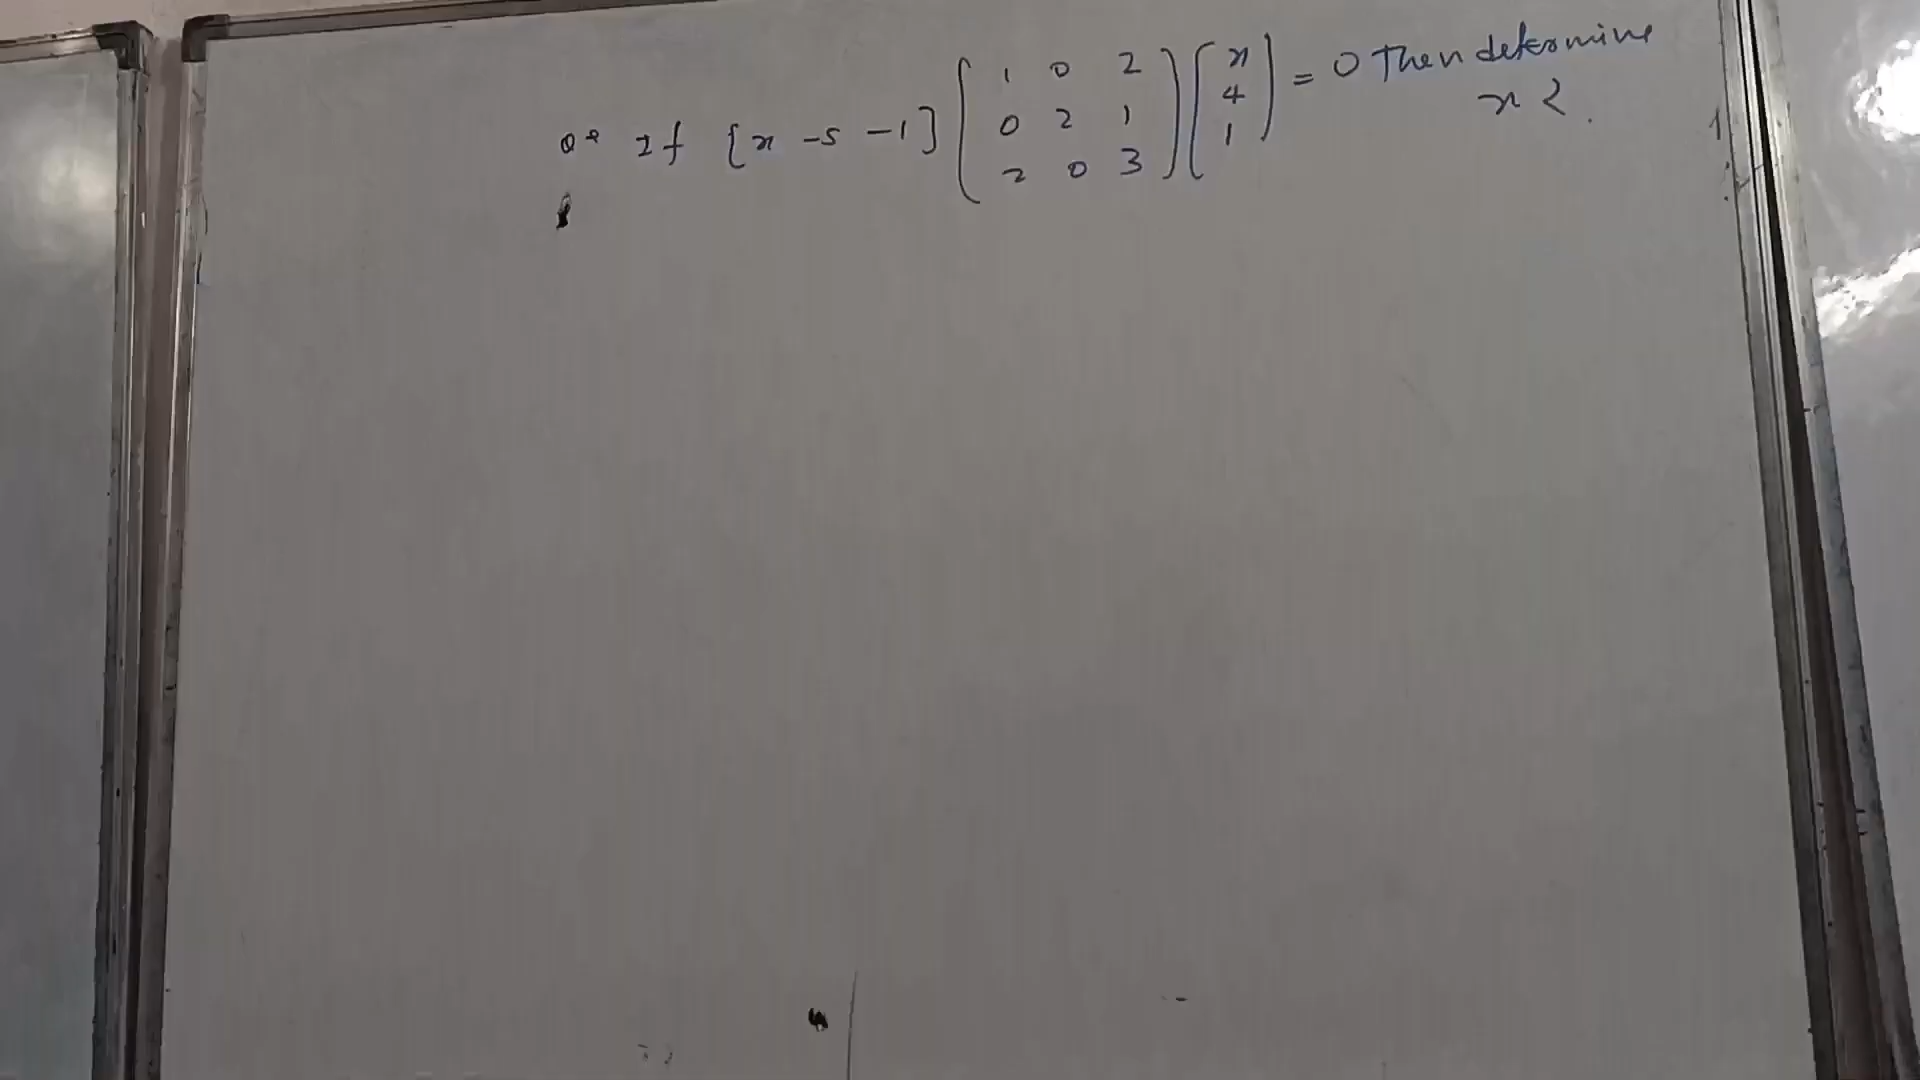 Q. If [x -5 -1] [1 0 2
0 2 1
2 0 3] [x
4
1] = 0 Then determine
x ?